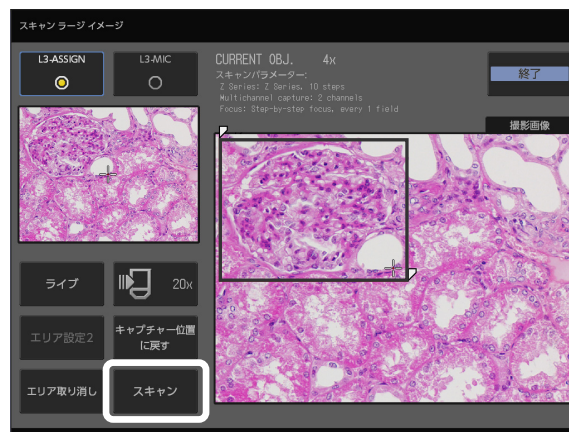 スキャン ラージ イメージ
L3-ASSIGN
L3-MIC
CURRENT OBJ. 4x
スキャンパラメーター:
Z Series: Z Series, 10 steps
Multichannel capture: 2 channels
Focus: Step-by-step focus, every 1 field
終了
撮影画像
ライブ
20x
エリア設定2
キャプチャー位置
に戻す
エリア取り消し
スキャン